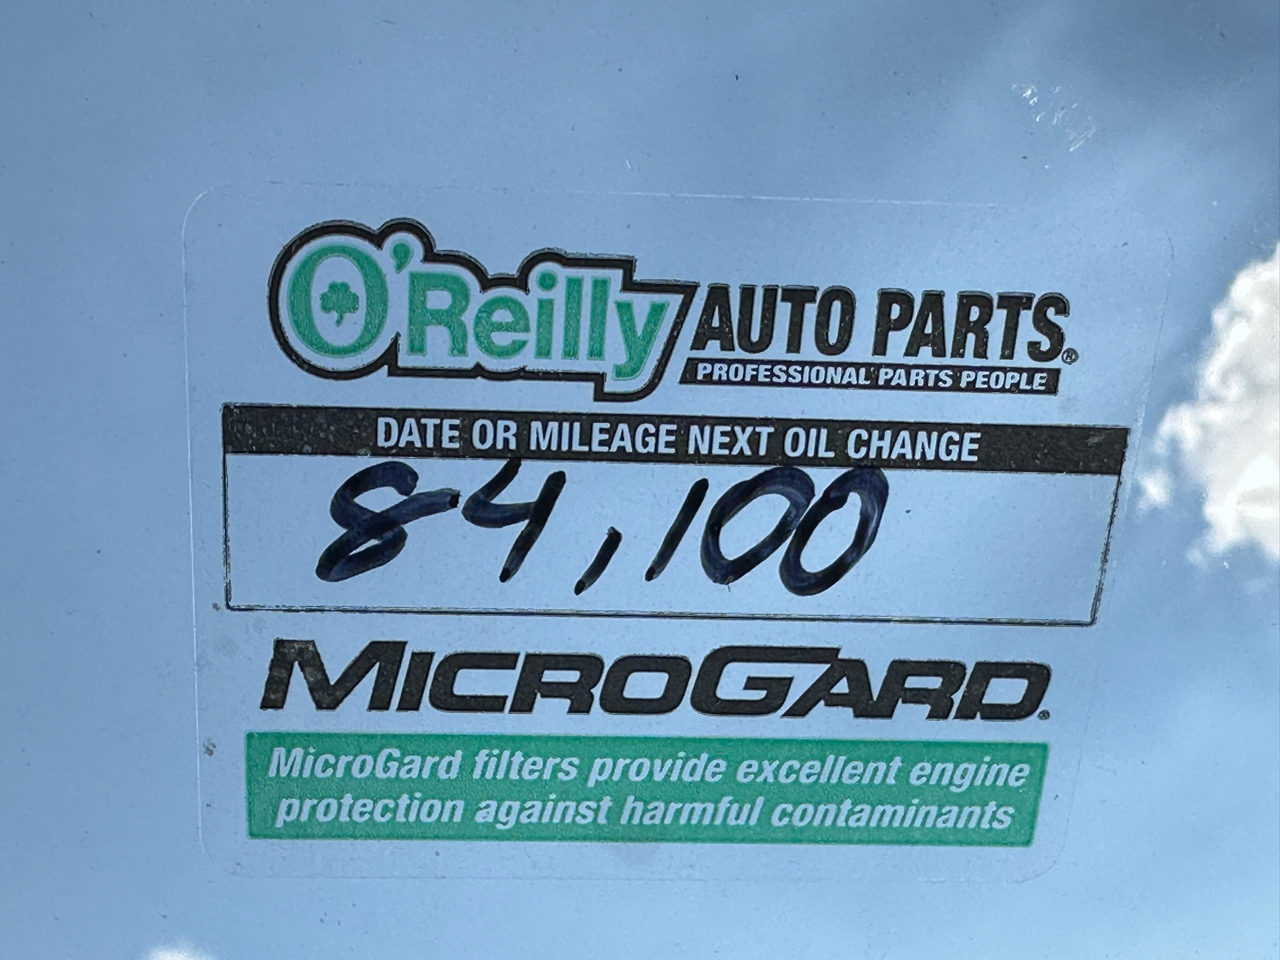 O'Reilly AUTO PARTS®
PROFESSIONAL PARTS PEOPLE
DATE OR MILEAGE NEXT OIL CHANGE
84,100
MICROGARD®
MicroGard filters provide excellent engine
protection against harmful contaminants